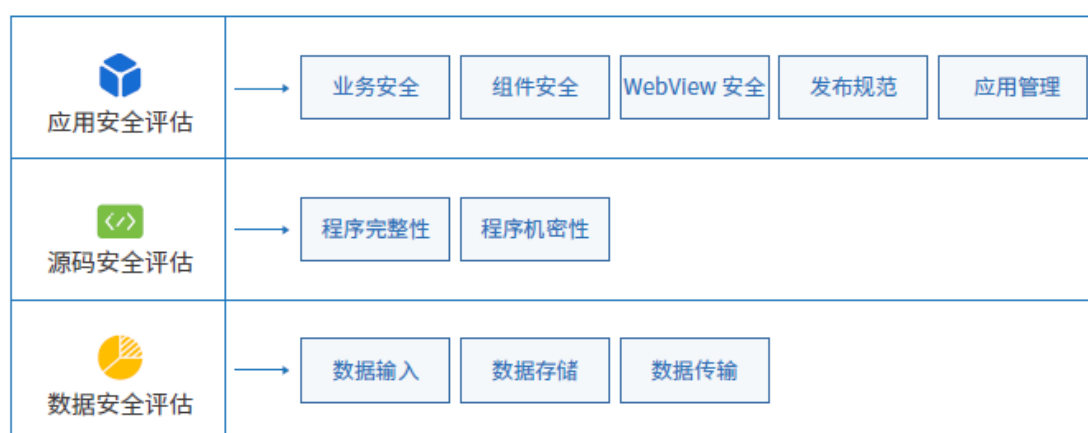 应用安全评估
业务安全
组件安全
WebView 安全
发布规范
应用管理
源码安全评估
程序完整性
程序机密性
数据安全评估
数据输入
数据存储
数据传输